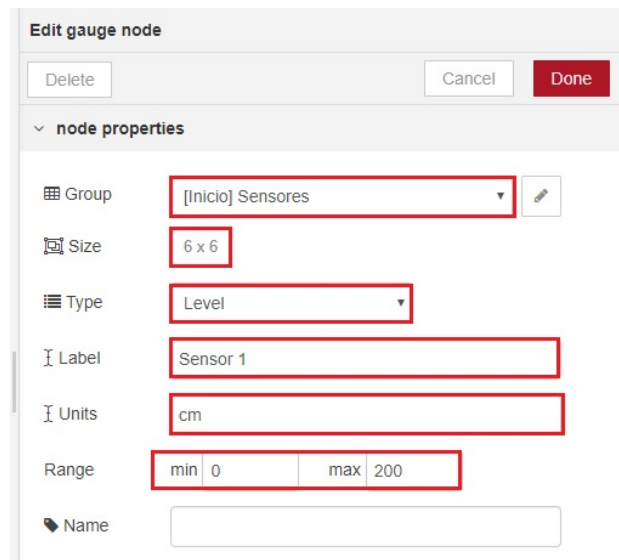 Edit gauge node
Delete Cancel Done
node properties
Group [Inicio] Sensores
Size 6 x 6
Type Level
Label Sensor 1
Units cm
Range min 0 max 200
Name